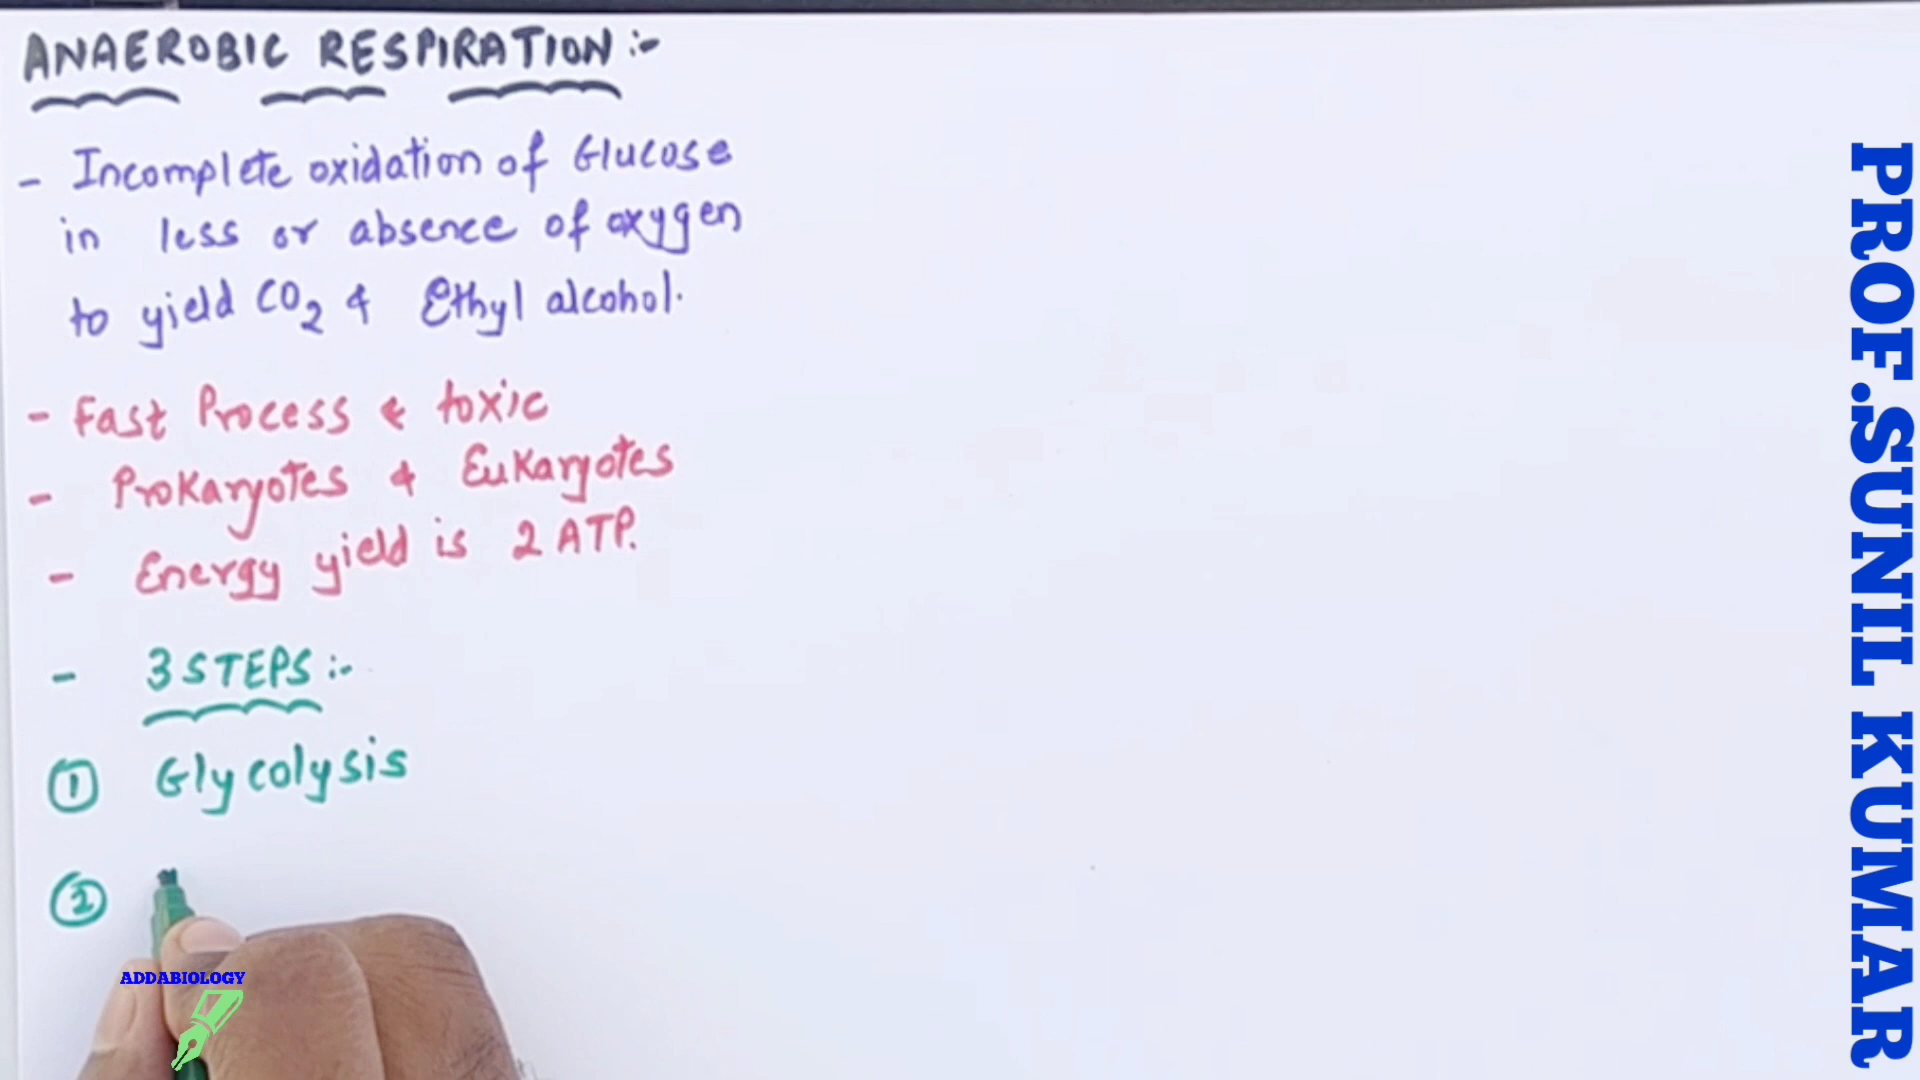 ANAEROBIC RESPIRATION :-
- Incomplete oxidation of Glucose
in less or absence of oxygen
to yield CO2 & Ethyl alcohol.
- Fast Process & toxic
- Prokaryotes & Eukaryotes
- Energy yield is 2 ATP.
- 3 STEPS :-
① Glycolysis
②
ADDABIOLOGY
PROF.SUNIL KUMAR